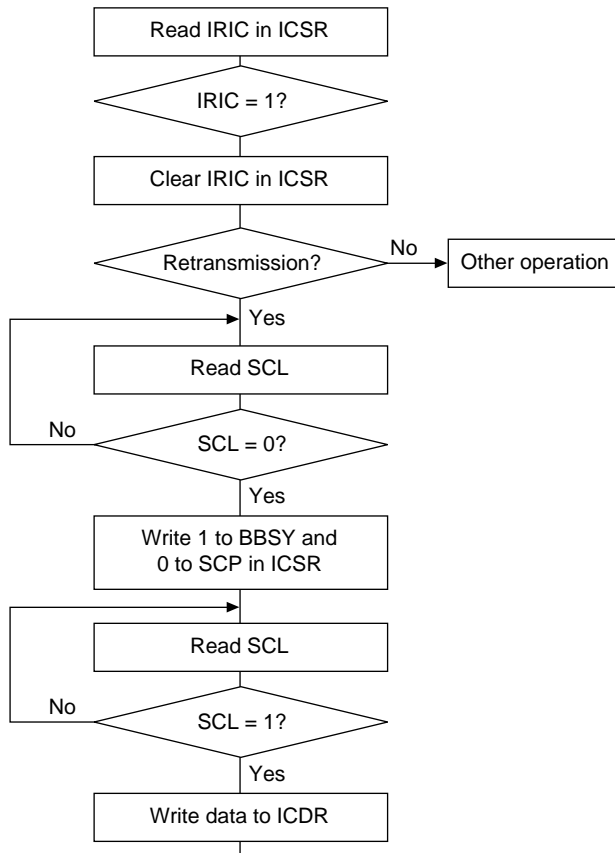 Read IRIC in ICSR
IRIC = 1?
Clear IRIC in ICSR
Retransmission?
No
Other operation
Yes
Read SCL
No
SCL = 0?
Yes
Write 1 to BBSY and
0 to SCP in ICSR
Read SCL
No
SCL = 1?
Yes
Write data to ICDR